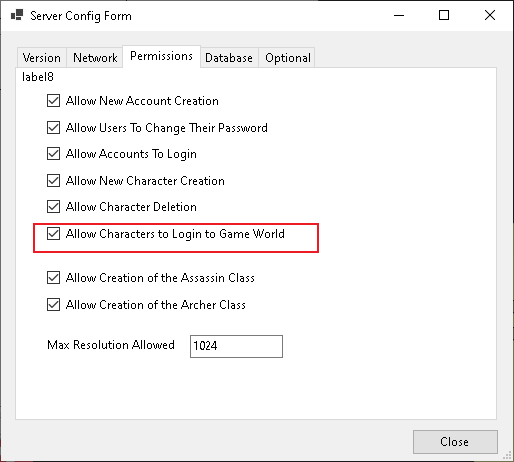 Server Config Form
Version Network Permissions Database Optional
label8
Allow New Account Creation
Allow Users To Change Their Password
Allow Accounts To Login
Allow New Character Creation
Allow Character Deletion
Allow Characters to Login to Game World
Allow Creation of the Assassin Class
Allow Creation of the Archer Class
Max Resolution Allowed 1024
Close